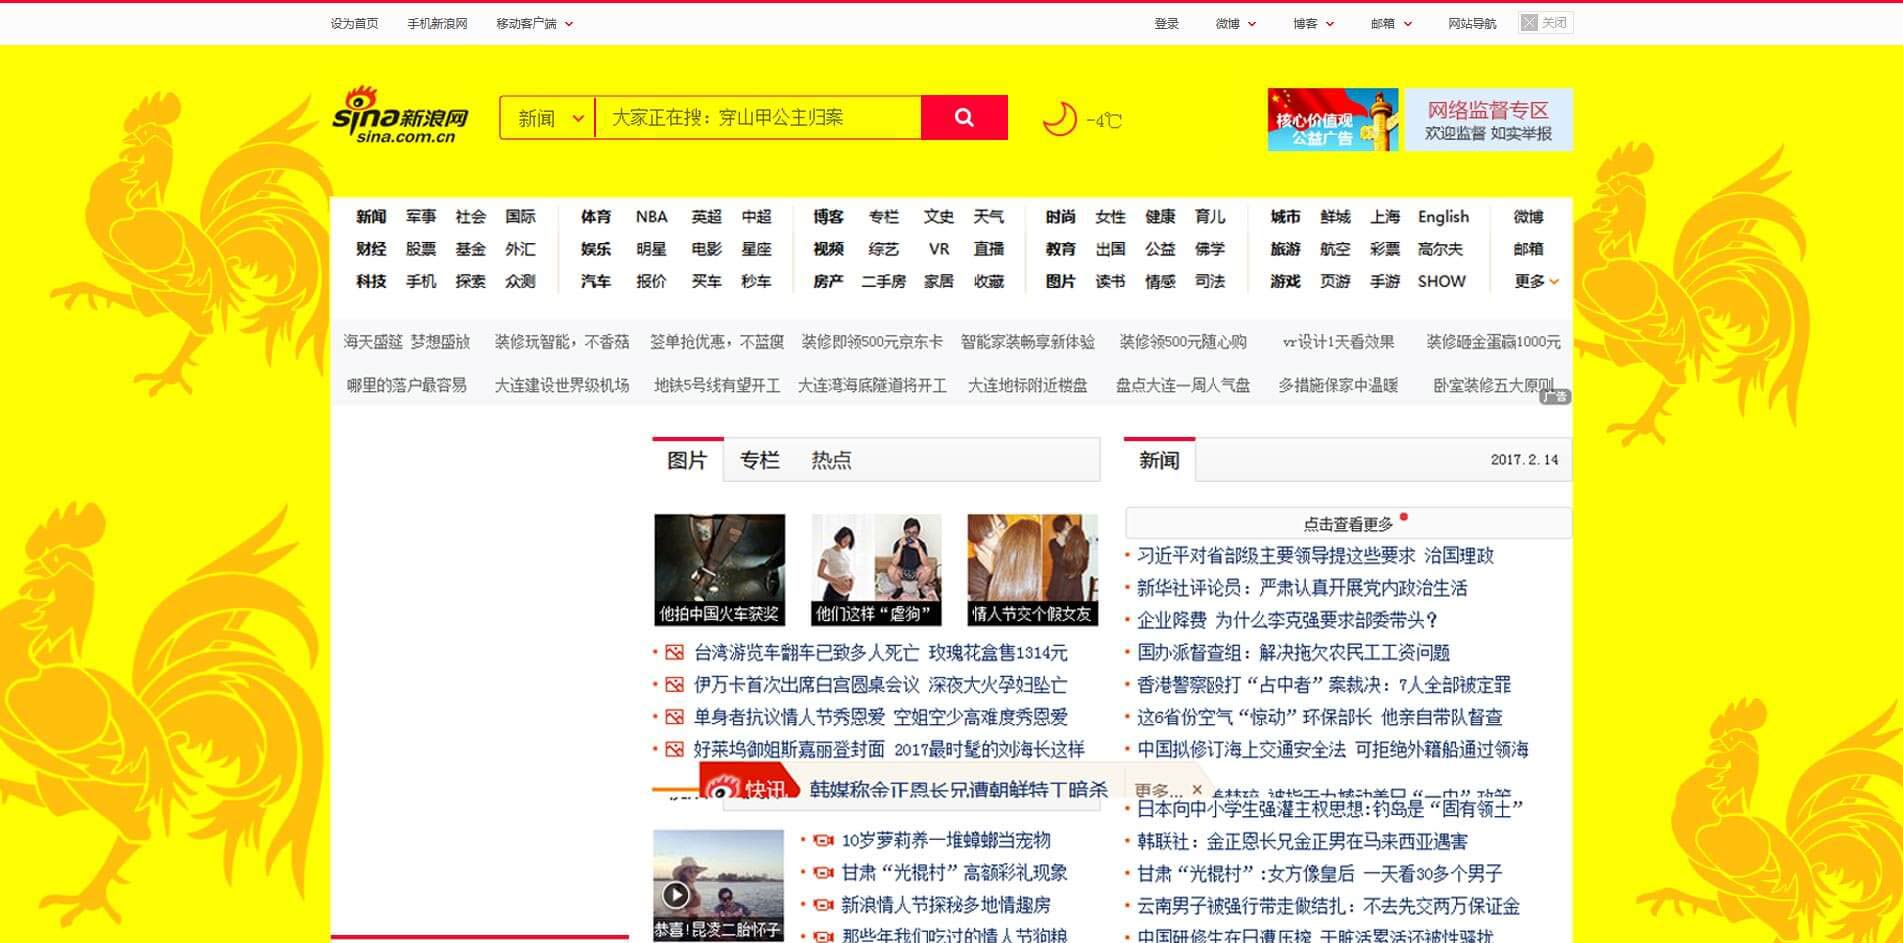 设为首页 手机新浪网 移动客户端 登录 微博 博客 邮箱 网站导航 关闭
sina新浪网
sina.com.cn
新闻 大家正在搜：穿山甲公主归案
-4℃
核心价值观
公益广告
网络监督专区
欢迎监督 如实举报
新闻 军事 社会 国际 体育 NBA 英超 中超 博客 专栏 文史 天气 时尚 女性 健康 育儿 城市 鲜城 上海 English 微博
财经 股票 基金 外汇 娱乐 明星 电影 星座 视频 综艺 VR 直播 教育 出国 公益 佛学 旅游 航空 彩票 高尔夫 邮箱
科技 手机 探索 众测 汽车 报价 买车 秒车 房产 二手房 家居 收藏 图片 读书 情感 司法 游戏 页游 手游 SHOW 更多
海天盛筵 梦想盛放 装修玩智能，不香菇 签单抢优惠，不蓝瘦 装修即领500元京东卡 智能家装畅享新体验 装修领500元随心购 vr设计1天看效果 装修砸金蛋赢1000元
哪里的落户最容易 大连建设世界级机场 地铁5号线有望开工 大连湾海底隧道将开工 大连地标附近楼盘 盘点大连一周人气盘 多措施保家中温暖 卧室装修五大原则
广告
图片 专栏 热点
他拍中国火车获奖 他们这样“虐狗” 情人节交个假女友
台湾游览车翻车已致多人死亡 玫瑰花盒售1314元
伊万卡首次出席白宫圆桌会议 深夜大火孕妇坠亡
单身者抗议情人节秀恩爱 空姐空少高难度秀恩爱
好莱坞御姐斯嘉丽登封面 2017最时髦的刘海长这样
快讯 韩媒称金正恩长兄遭朝鲜特工暗杀 更多... ×
恭喜！昆凌二胎怀子
10岁萝莉养一堆蟑螂当宠物
甘肃“光棍村”高额彩礼现象
新浪情人节探秘多地情趣房
那些年我们吃过的情人节狗粮
新闻 2017.2.14
点击查看更多
习近平对省部级主要领导提这些要求 治国理政
新华社评论员：严肃认真开展党内政治生活
企业降费 为什么李克强要求部委带头？
国办派督查组：解决拖欠农民工工资问题
香港警察殴打“占中者”案裁决：7人全部被定罪
这6省份空气“惊动”环保部长 他亲自带队督查
中国拟修订海上交通安全法 可拒绝外籍船通过领海
日本向中小学生强灌主权思想:钓岛是“固有领土”
韩联社：金正恩长兄金正男在马来西亚遇害
甘肃“光棍村”:女方像皇后 一天看30多个男子
云南男子被强行带走做结扎：不去先交两万保证金
中国研修生在日遭压榨 干脏活累活还被性骚扰